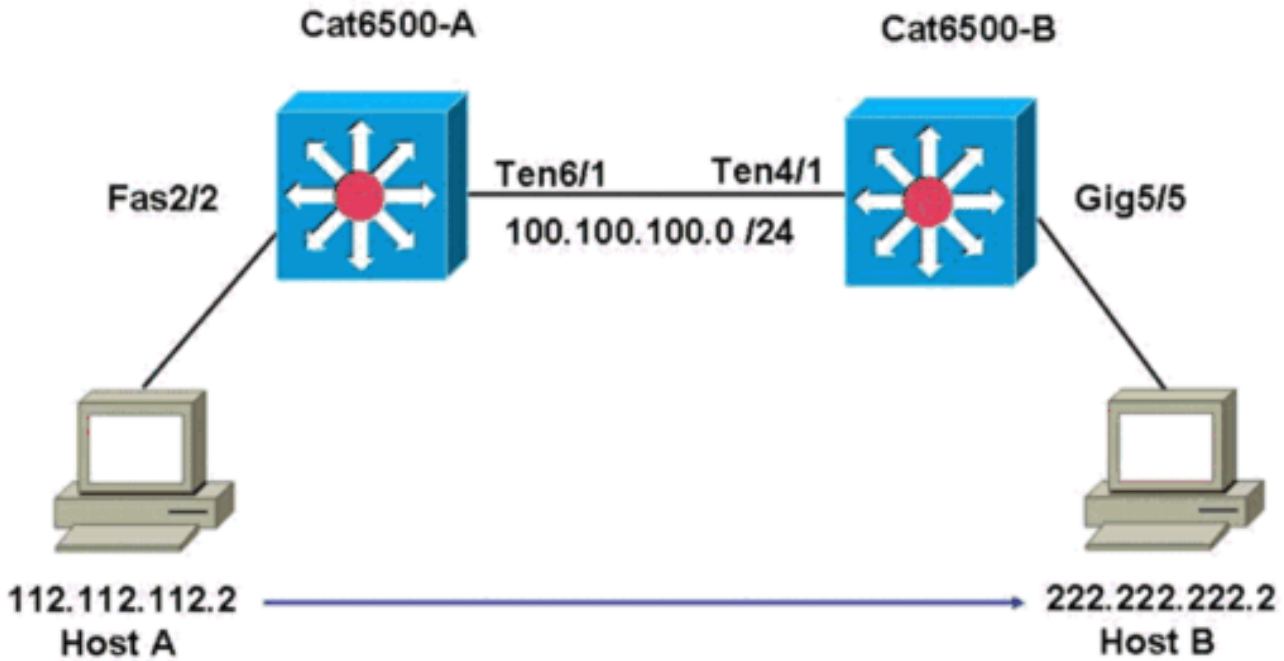 Cat6500-A
Cat6500-B
Fas2/2
Ten6/1
Ten4/1
Gig5/5
100.100.100.0 /24
112.112.112.2
Host A
222.222.222.2
Host B